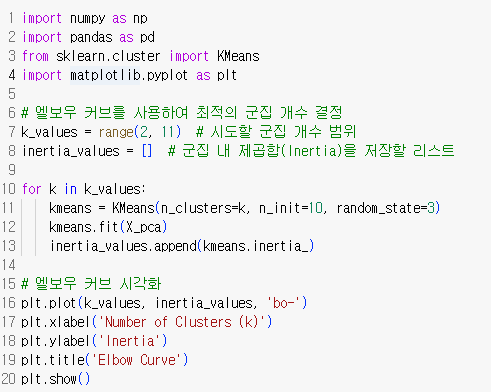 1 import numpy as np
2 import pandas as pd
3 from sklearn.cluster import KMeans
4 import matplotlib.pyplot as plt
5
6 # 엘보우 커브를 사용하여 최적의 군집 개수 결정
7 k_values = range(2, 11)  # 시도할 군집 개수 범위
8 inertia_values = []  # 군집 내 제곱합(Inertia)을 저장할 리스트
9
10 for k in k_values:
11     kmeans = KMeans(n_clusters=k, n_init=10, random_state=3)
12     kmeans.fit(X_pca)
13     inertia_values.append(kmeans.inertia_)
14
15 # 엘보우 커브 시각화
16 plt.plot(k_values, inertia_values, 'bo-')
17 plt.xlabel('Number of Clusters (k)')
18 plt.ylabel('Inertia')
19 plt.title('Elbow Curve')
20 plt.show()